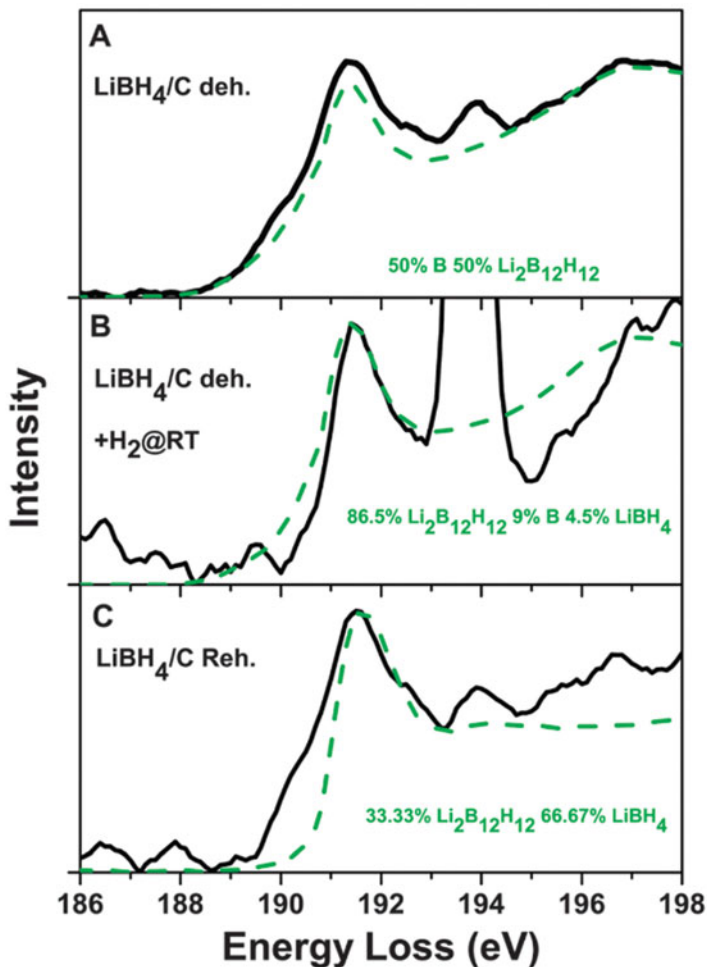 A
LiBH4/C deh.
50% B 50% Li2B12H12
B
LiBH4/C deh.
+H2@RT
86.5% Li2B12H12 9% B 4.5% LiBH4
C
LiBH4/C Reh.
33.33% Li2B12H12 66.67% LiBH4
Intensity
186 188 190 192 194 196 198
Energy Loss (eV)